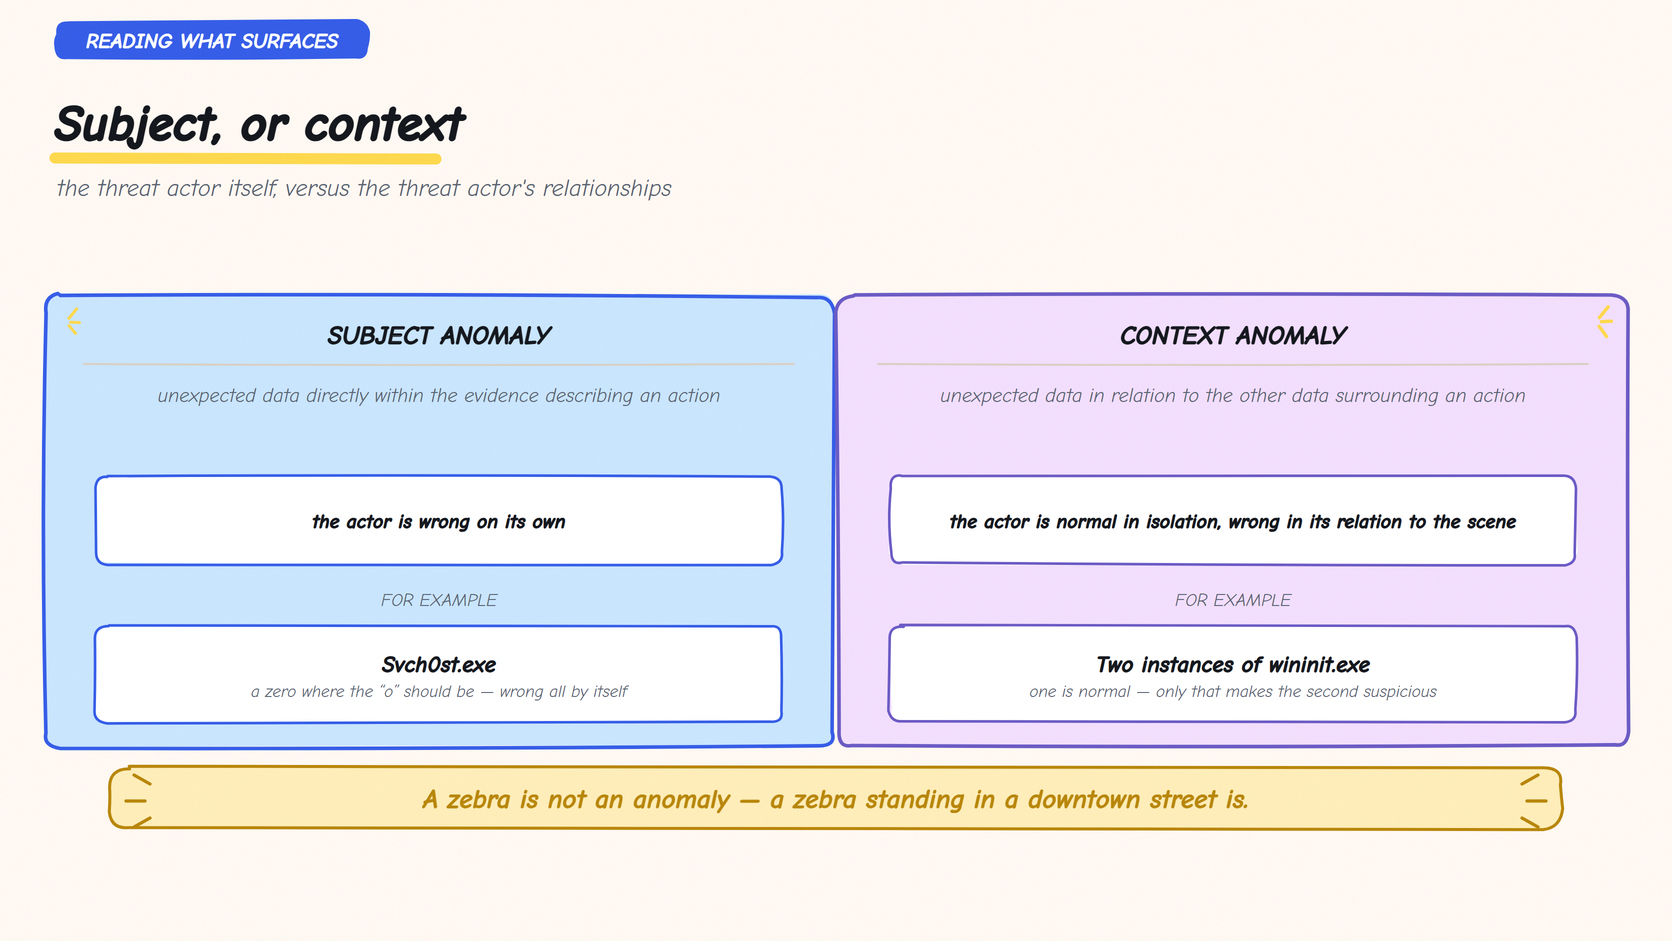 READING WHAT SURFACES
Subject, or context
the threat actor itself, versus the threat actor's relationships
SUBJECT ANOMALY
unexpected data directly within the evidence describing an action
the actor is wrong on its own
FOR EXAMPLE
Svch0st.exe
a zero where the “o” should be — wrong all by itself
CONTEXT ANOMALY
unexpected data in relation to the other data surrounding an action
the actor is normal in isolation, wrong in its relation to the scene
FOR EXAMPLE
Two instances of wininit.exe
one is normal — only that makes the second suspicious
A zebra is not an anomaly — a zebra standing in a downtown street is.